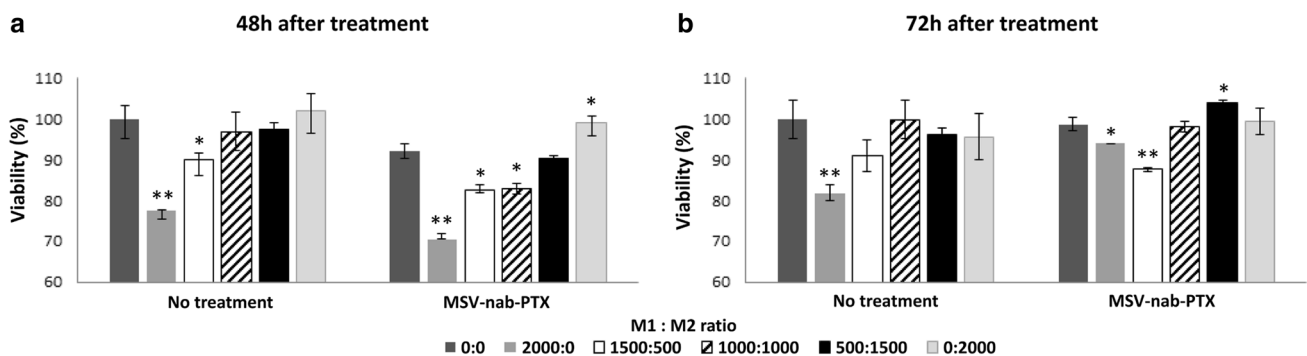 a
48h after treatment
Viability (%)
110
100
90
80
70
60
**
*
**
*
*
*
No treatment
MSV-nab-PTX
b
72h after treatment
Viability (%)
110
100
90
80
70
60
**
*
**
*
No treatment
MSV-nab-PTX
M1 : M2 ratio
0:0 2000:0 1500:500 1000:1000 500:1500 0:2000